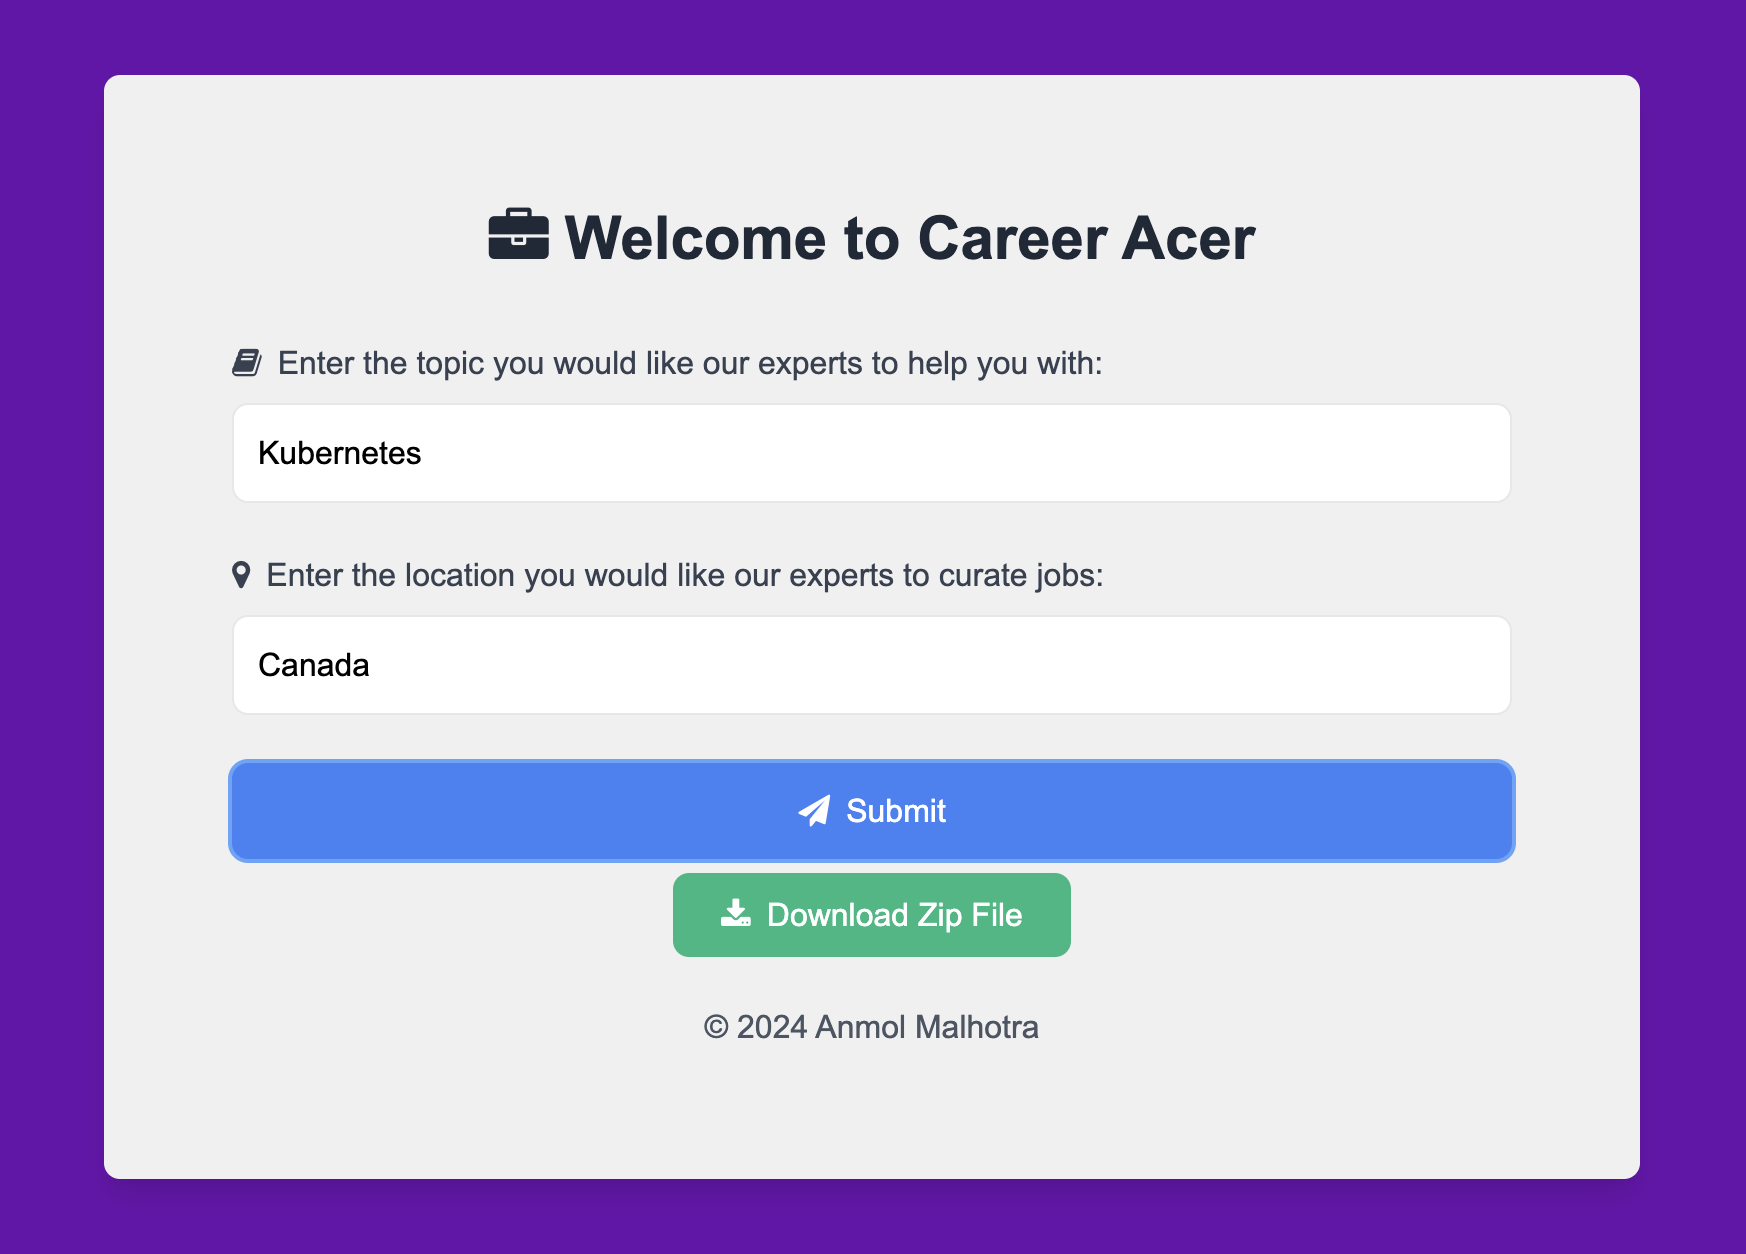 Welcome to Career Acer
Enter the topic you would like our experts to help you with:
Kubernetes
Enter the location you would like our experts to curate jobs:
Canada
Submit
Download Zip File
© 2024 Anmol Malhotra